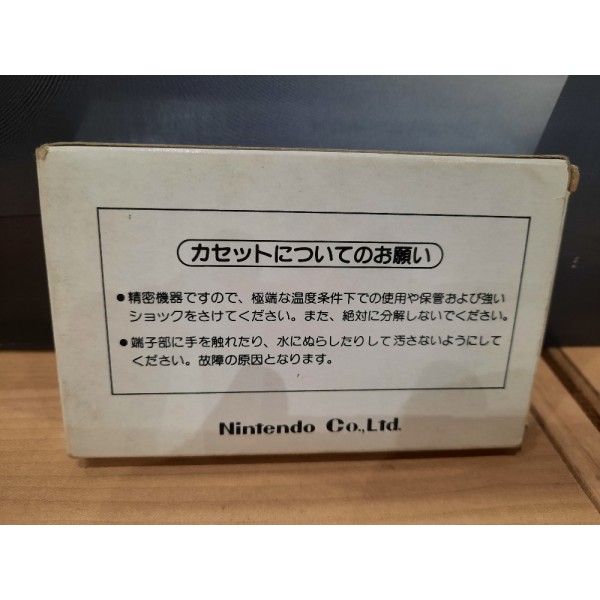 カセットについてのお願い
●精密機器ですので、極端な温度条件下での使用や保管および強い
ショックをさけてください。また、絶対に分解しないでください。
●端子部に手を触れたり、水にぬらしたりして汚さないようにして
ください。故障の原因となります。
Nintendo Co.,Ltd.